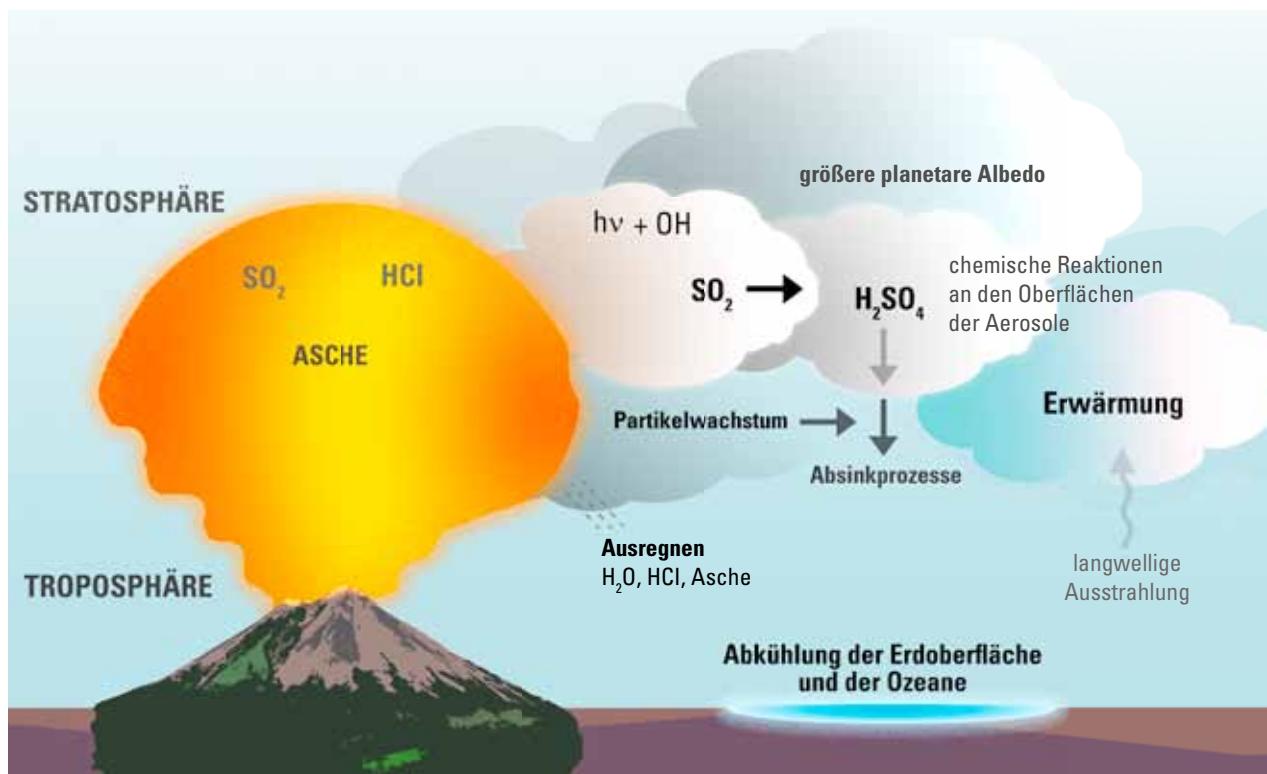 größere planetare Albedo
STRATOSPHÄRE
hν + OH
SO₂
HCl
SO₂
H₂SO₄
chemische Reaktionen
an den Oberflächen
der Aerosole
ASCHE
Erwärmung
Partikelwachstum
Absinkprozesse
Ausregnen
H₂O, HCl, Asche
TROPOSPHÄRE
langwellige
Ausstrahlung
Abkühlung der Erdoberfläche
und der Ozeane